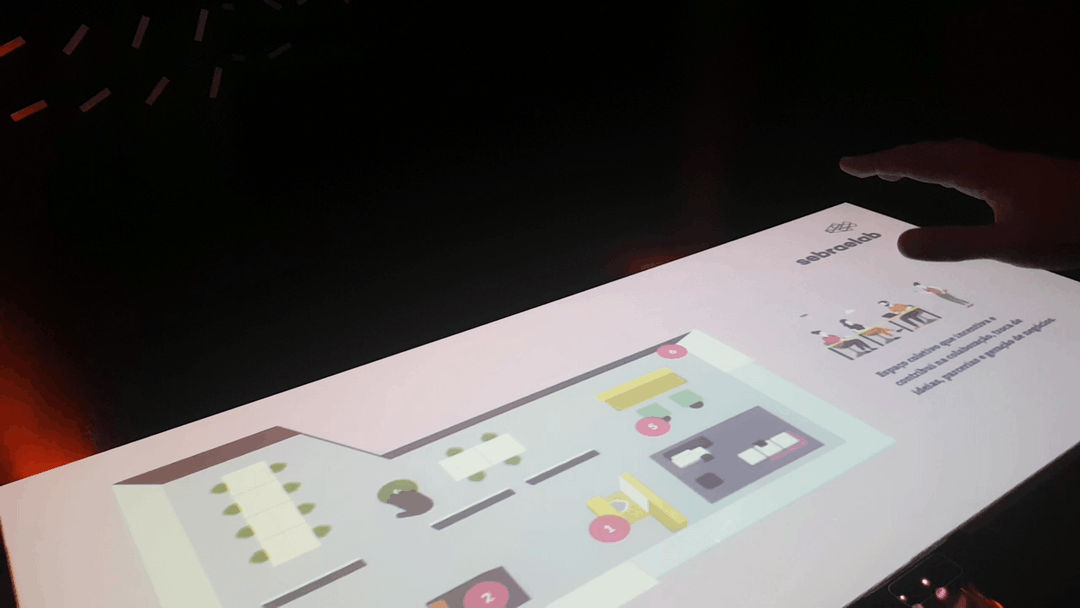 sebraelab
Espaço coletivo que incentiva e
contribui na colaboração, troca de
ideias, parcerias e geração de negócios
6
5
1
2